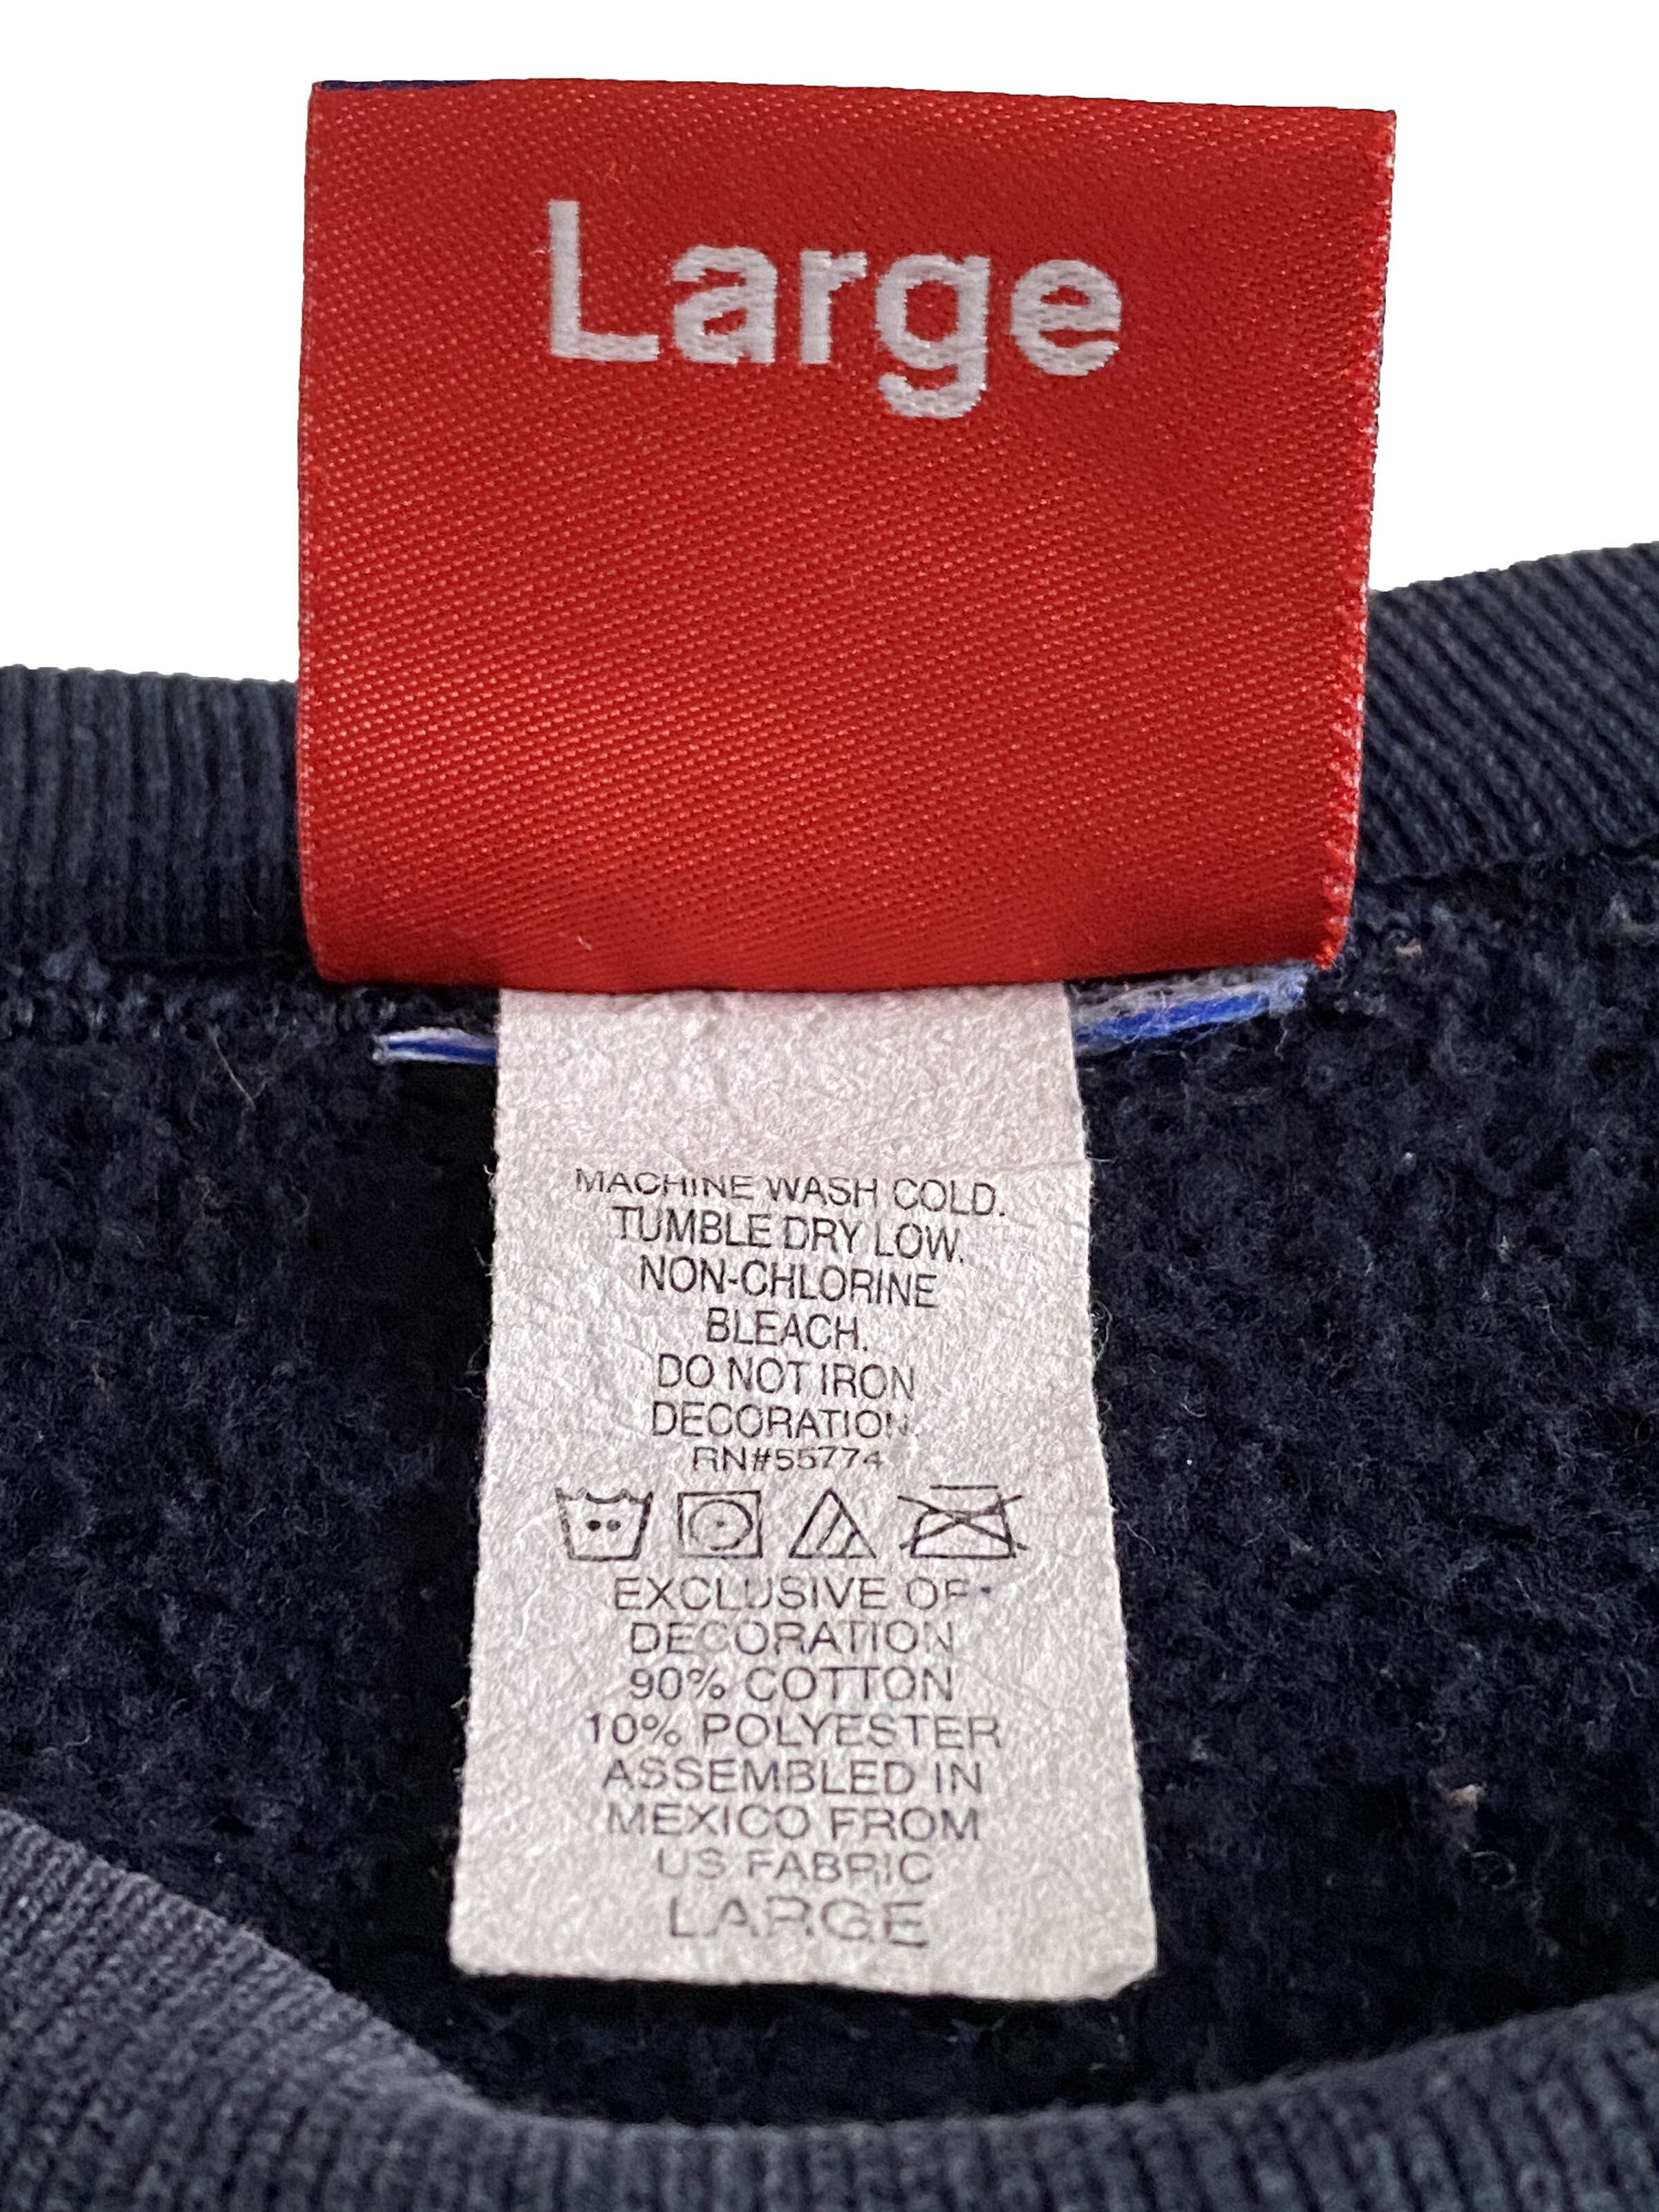 Large
MACHINE WASH COLD.
TUMBLE DRY LOW.
NON-CHLORINE
BLEACH.
DO NOT IRON
DECORATION.
RN#55774
EXCLUSIVE OF
DECORATION
90% COTTON
10% POLYESTER
ASSEMBLED IN
MEXICO FROM
US FABRIC
LARGE